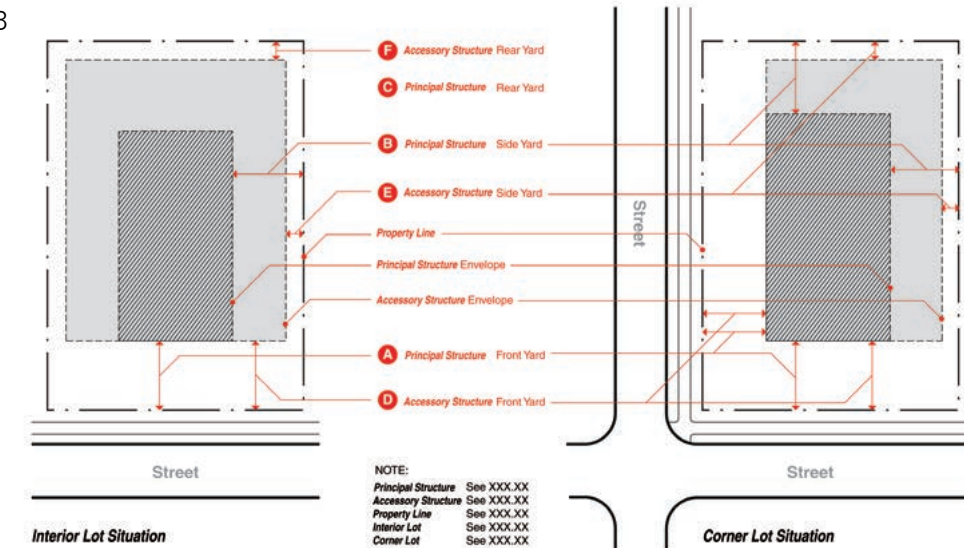 3
F Accessory Structure Rear Yard
C Principal Structure Rear Yard
B Principal Structure Side Yard
E Accessory Structure Side Yard
Property Line
Principal Structure Envelope
Accessory Structure Envelope
A Principal Structure Front Yard
D Accessory Structure Front Yard
Street
Street
Street
NOTE:
Principal Structure See XXX.XX
Accessory Structure See XXX.XX
Property Line See XXX.XX
Interior Lot See XXX.XX
Corner Lot See XXX.XX
Interior Lot Situation
Corner Lot Situation